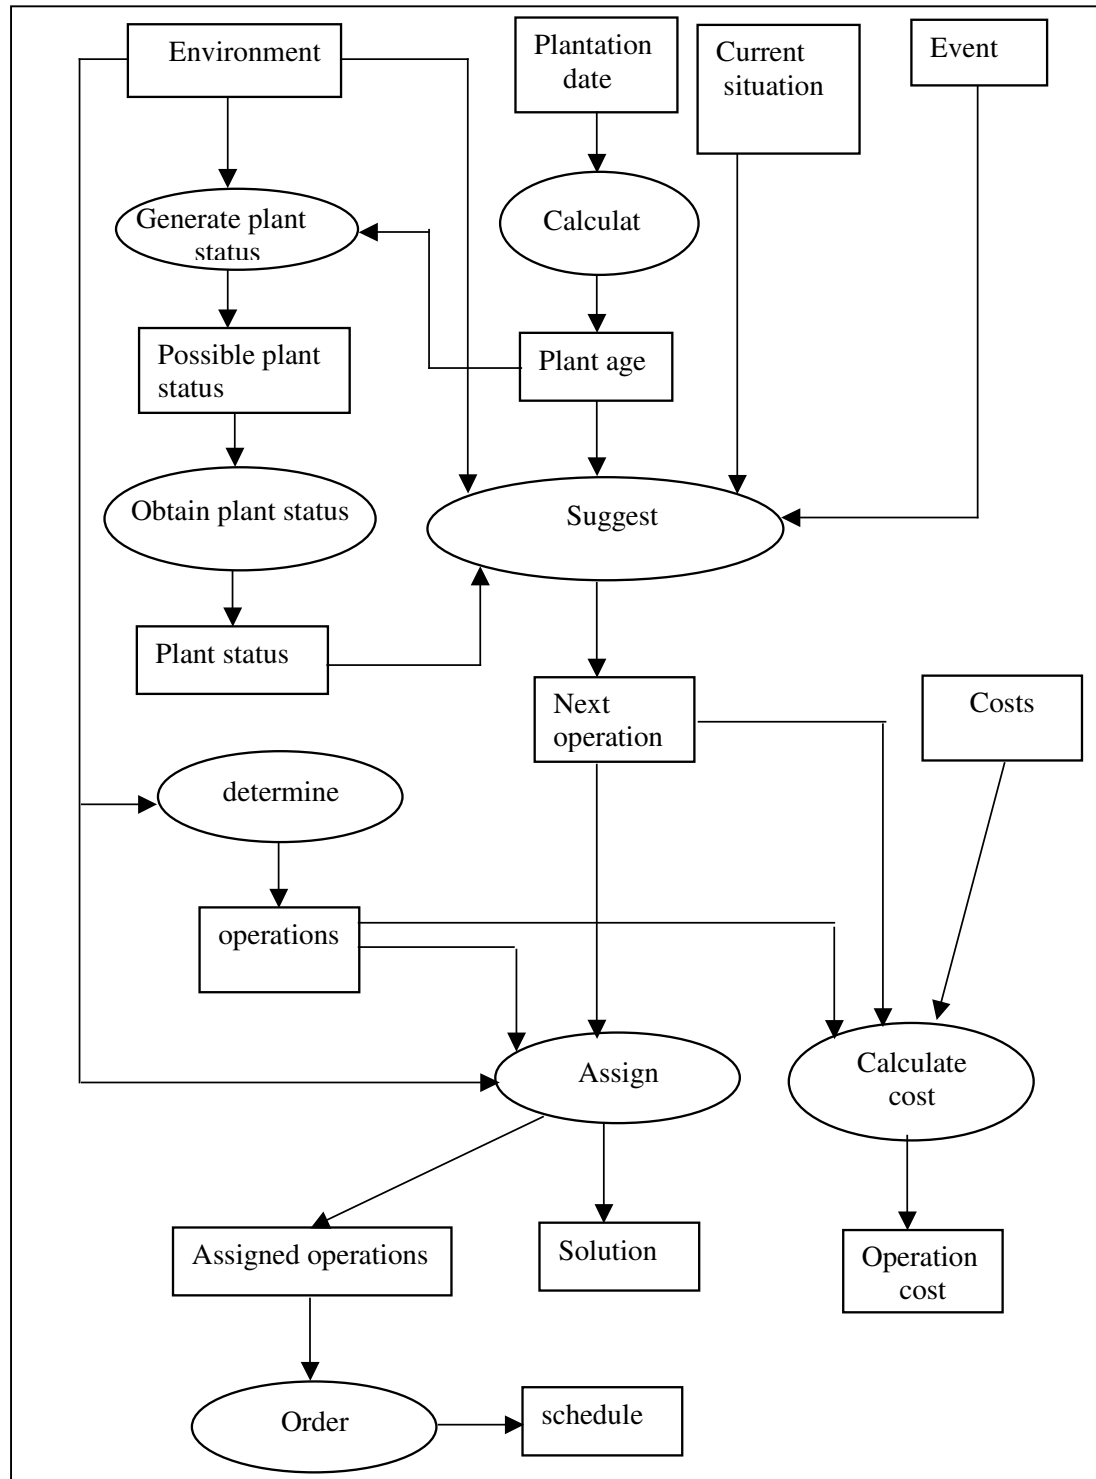 Environment
Plantation
date
Current
situation
Event
Generate plant
status
Calculat
Possible plant
status
Plant age
Obtain plant status
Suggest
Plant status
Next
operation
Costs
determine
operations
Assign
Calculate
cost
Assigned operations
Solution
Operation
cost
Order
schedule